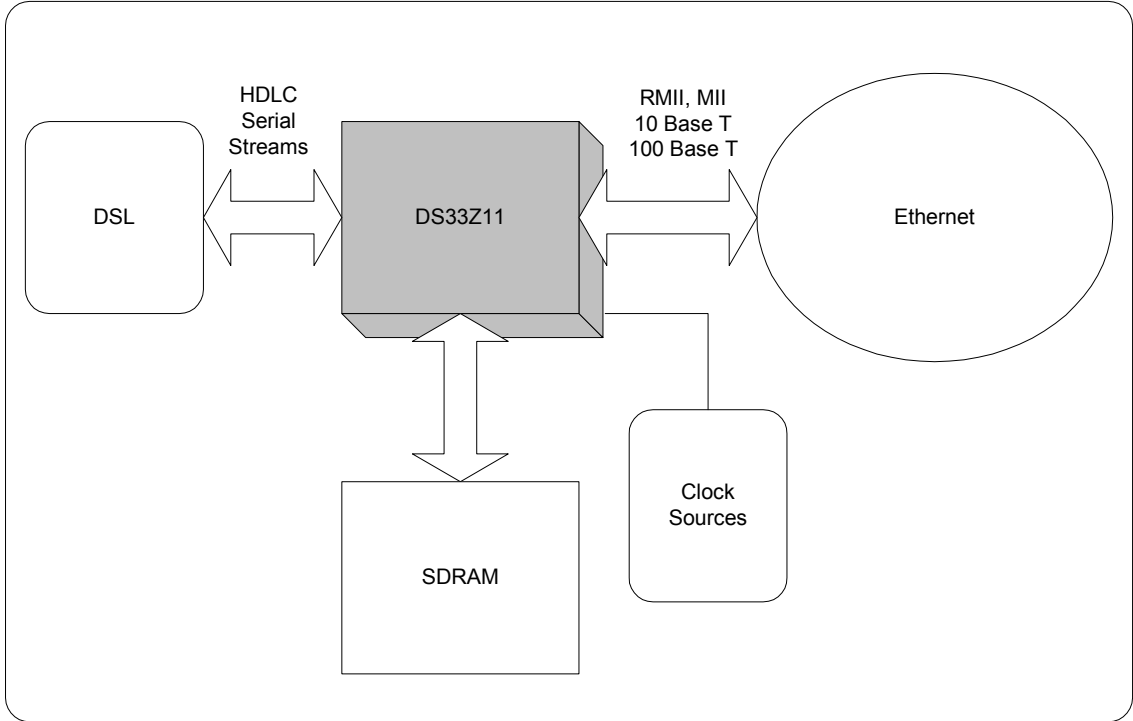 HDLC
Serial
Streams
RMII, MII
10 Base T
100 Base T
DSL
DS33Z11
Ethernet
Clock
Sources
SDRAM